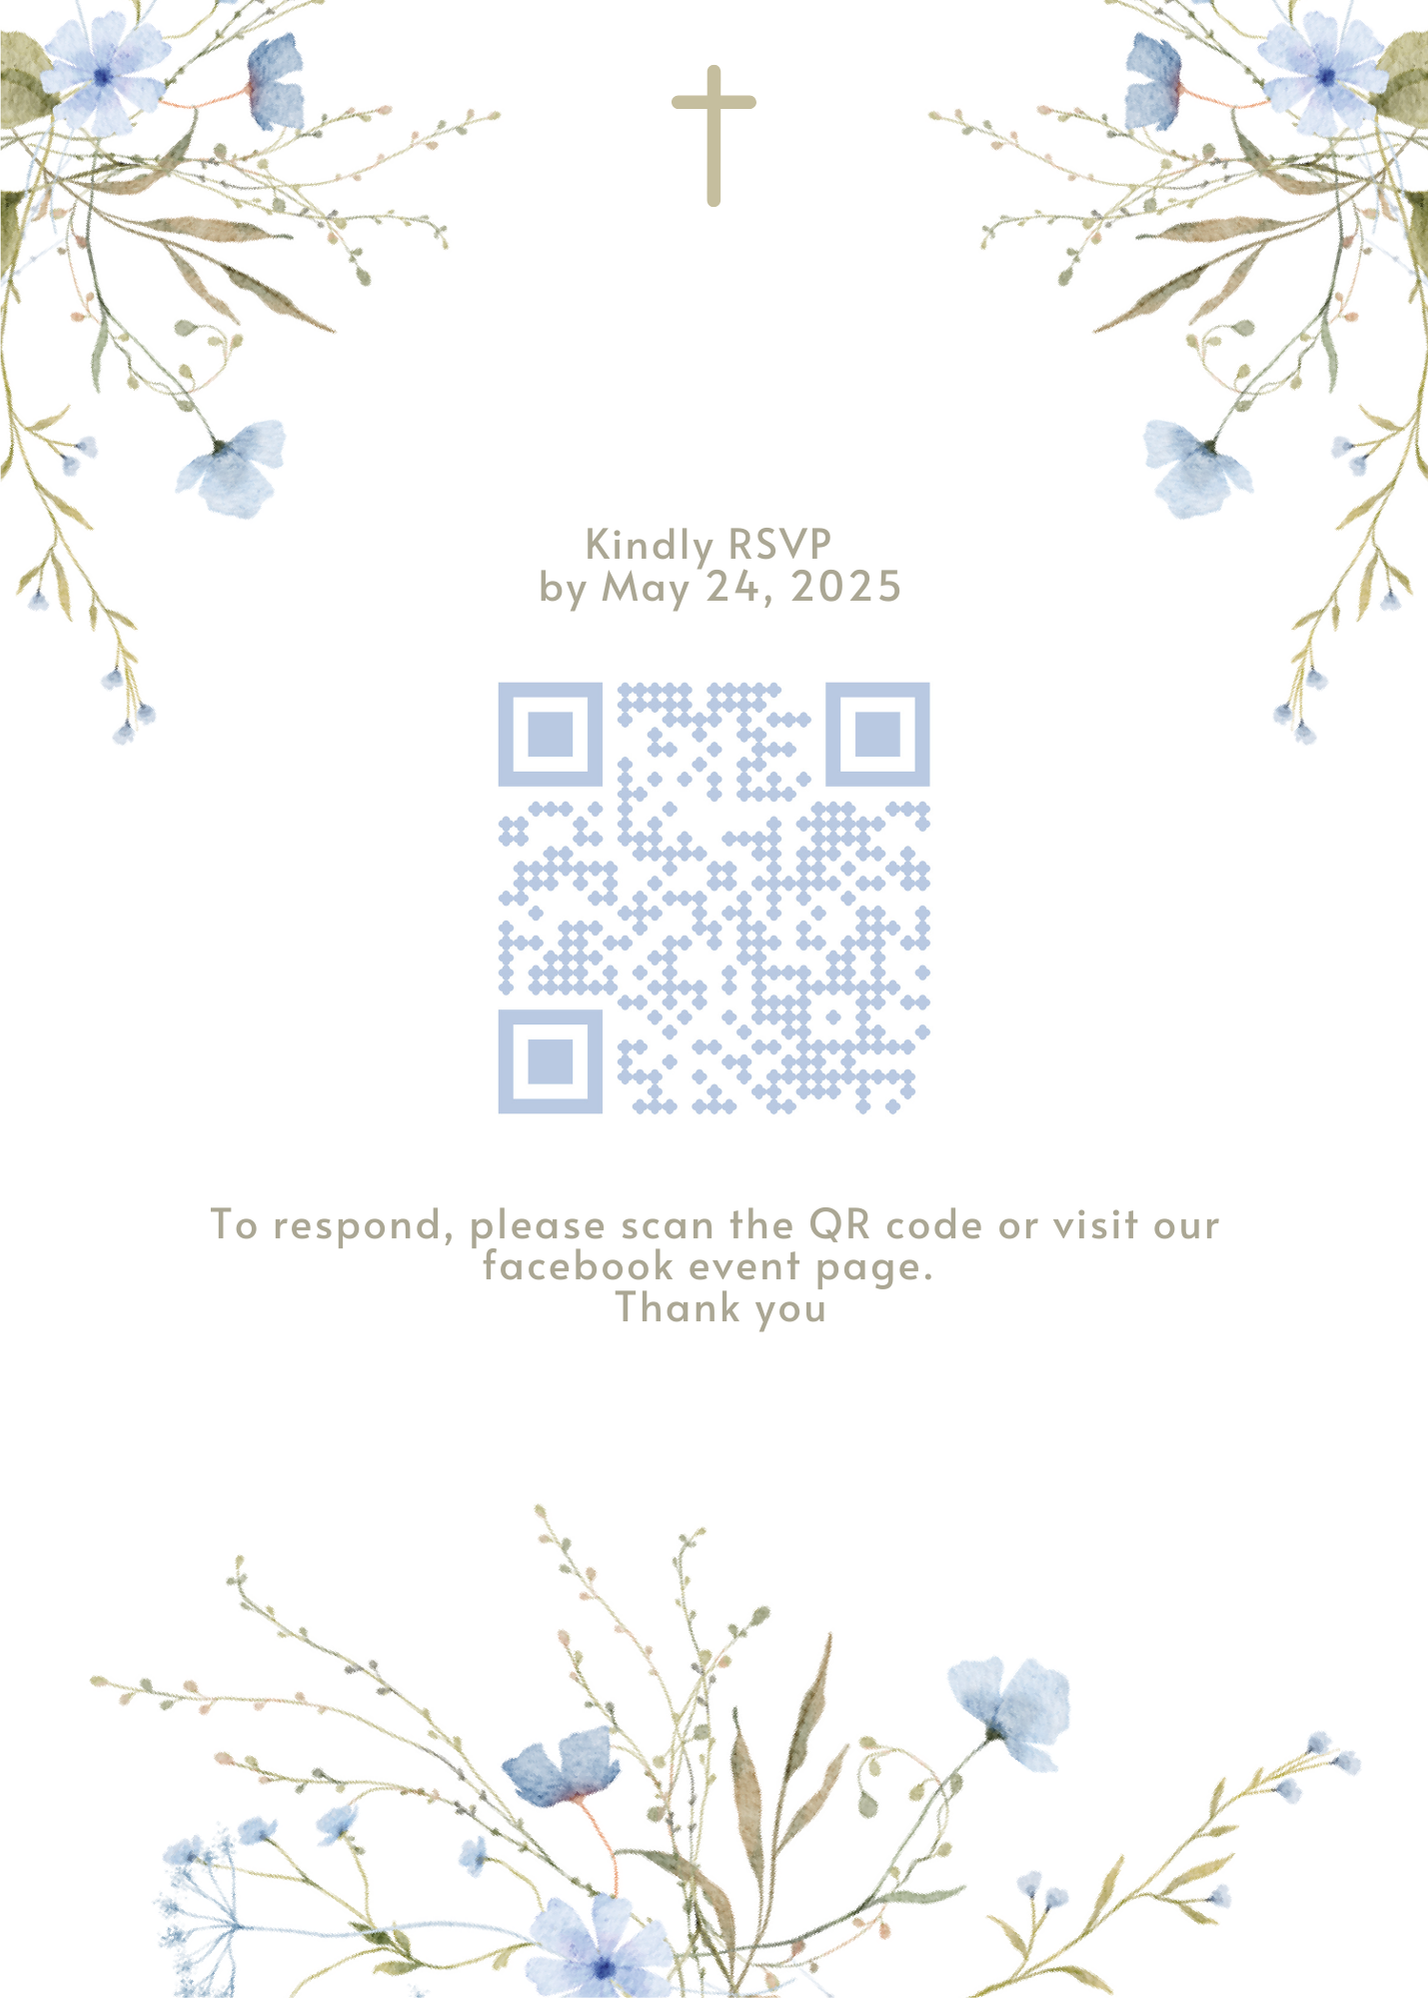 Kindly RSVP
by May 24, 2025
To respond, please scan the QR code or visit our
facebook event page.
Thank you